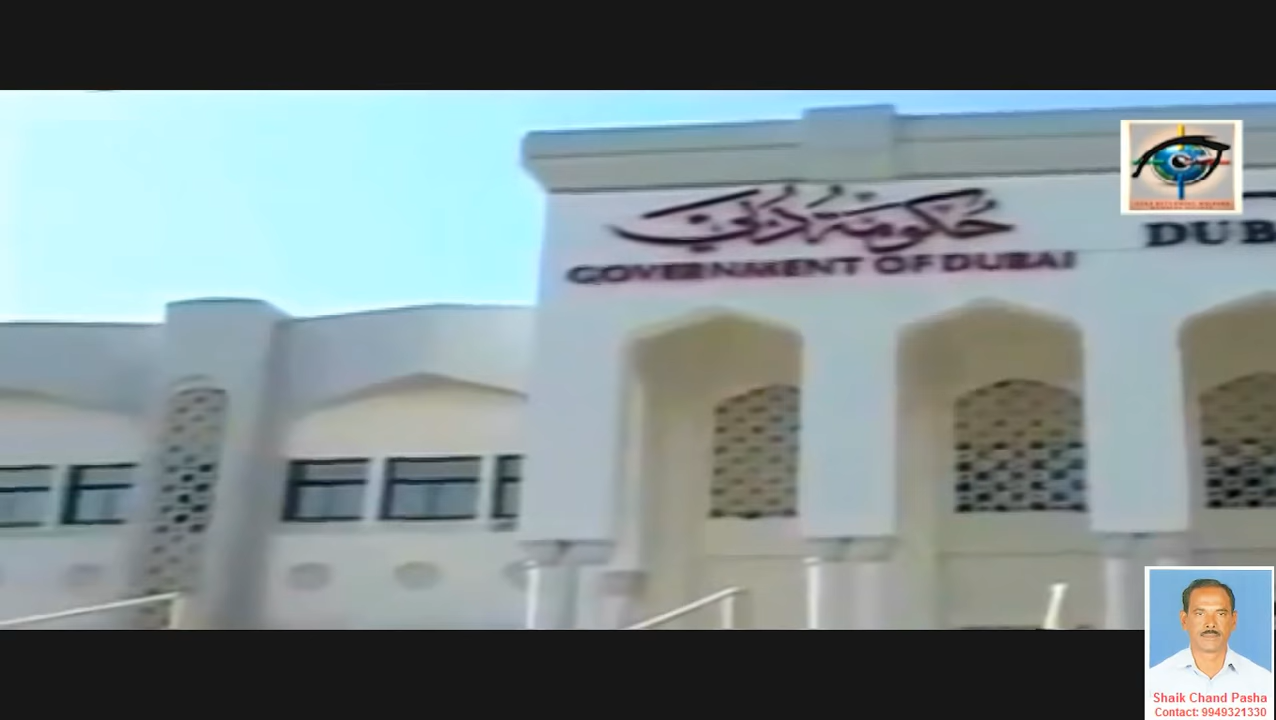 حكومة دبي
GOVERNMENT OF DUBAI
DUB
Shaik Chand Pasha
Contact: 9949321330